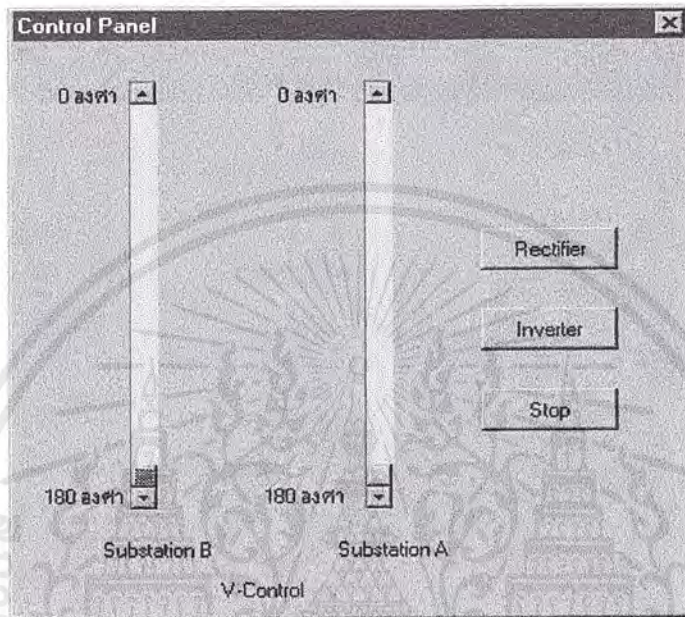 Control Panel
0 องศา
0 องศา
Rectifier
Inverter
Stop
180 องศา
180 องศา
Substation B
Substation A
V-Control